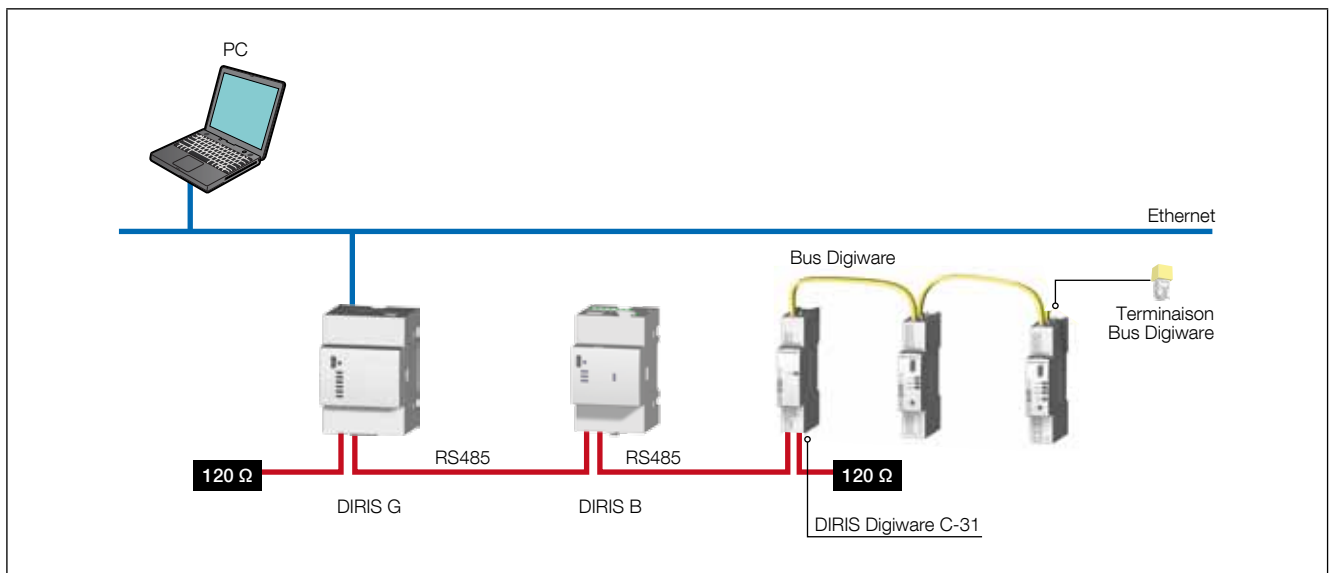 PC
Ethernet
Bus Digiware
Terminaison
Bus Digiware
RS485
RS485
120 Ω
120 Ω
DIRIS G
DIRIS B
DIRIS Digiware C-31